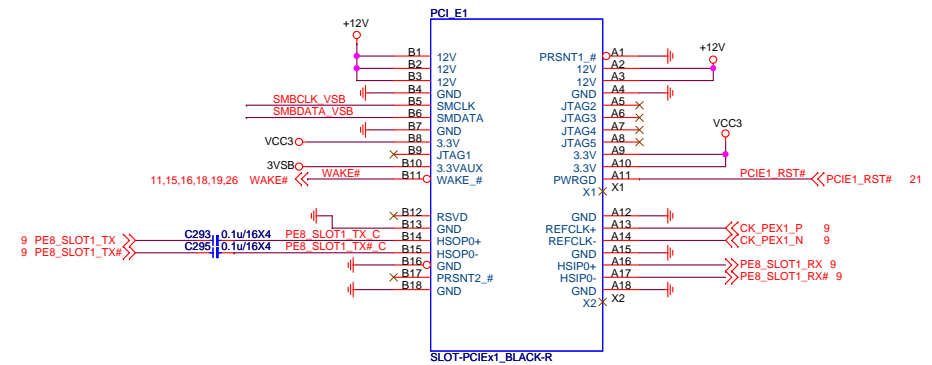 PCI_E1
+12V
B1 12V PRSNT1_# A1 +12V
B2 12V 12V A2
B3 12V 12V A3
B4 GND GND A4
SMBCLK_VSB B5 SMCLK JTAG2 A5
SMBDATA_VSB B6 SMDATA JTAG3 A6
B7 GND JTAG4 A7
VCC3 B8 3.3V JTAG5 A8 VCC3
B9 JTAG1 3.3V A9
3VSB B10 3.3VAUX 3.3V A10
11,15,16,18,19,26 WAKE# WAKE# B11 WAKE_# PWRGD A11 PCIE1_RST# PCIE1_RST# 21
X1 X1
B12 RSVD GND A12
B13 GND REFCLK+ A13 CK_PEX1_P 9
9 PE8_SLOT1_TX C293 0.1u/16X4 PE8_SLOT1_TX_C B14 HSOP0+ REFCLK- A14 CK_PEX1_N 9
9 PE8_SLOT1_TX# C295 0.1u/16X4 PE8_SLOT1_TX#_C B15 HSOP0- GND A15
B16 GND HSIP0+ A16 PE8_SLOT1_RX 9
B17 PRSNT2_# HSIP0- A17 PE8_SLOT1_RX# 9
B18 GND GND A18
X2 X2
SLOT-PCIEx1_BLACK-R